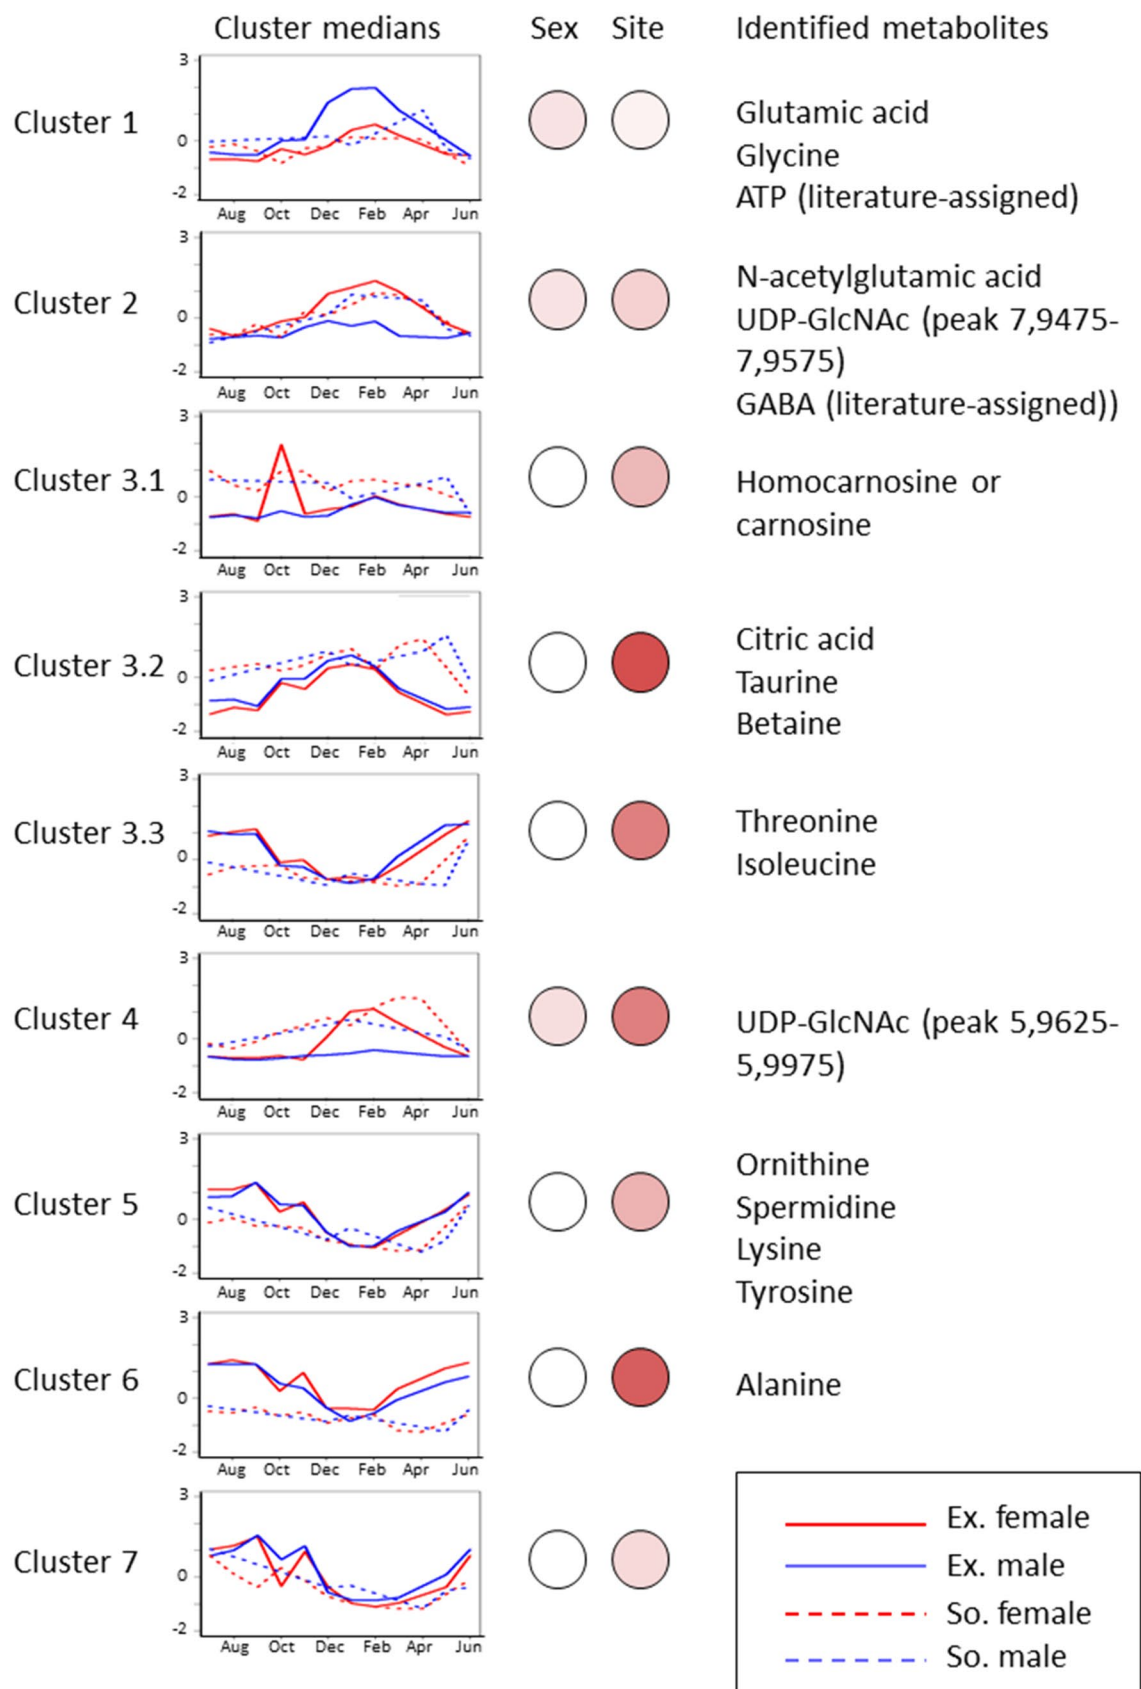 Cluster medians Sex Site Identified metabolites
Cluster 1
3
0
-2
Aug Oct Dec Feb Apr Jun
Glutamic acid
Glycine
ATP (literature-assigned)
Cluster 2
3
0
-2
Aug Oct Dec Feb Apr Jun
N-acetylglutamic acid
UDP-GlcNAc (peak 7,9475-
7,9575)
GABA (literature-assigned))
Cluster 3.1
3
0
-2
Aug Oct Dec Feb Apr Jun
Homocarnosine or
carnosine
Cluster 3.2
3
0
-2
Aug Oct Dec Feb Apr Jun
Citric acid
Taurine
Betaine
Cluster 3.3
3
0
-2
Aug Oct Dec Feb Apr Jun
Threonine
Isoleucine
Cluster 4
3
0
-2
Aug Oct Dec Feb Apr Jun
UDP-GlcNAc (peak 5,9625-
5,9975)
Cluster 5
3
0
-2
Aug Oct Dec Feb Apr Jun
Ornithine
Spermidine
Lysine
Tyrosine
Cluster 6
3
0
-2
Aug Oct Dec Feb Apr Jun
Alanine
Cluster 7
3
0
-2
Aug Oct Dec Feb Apr Jun
Ex. female
Ex. male
So. female
So. male